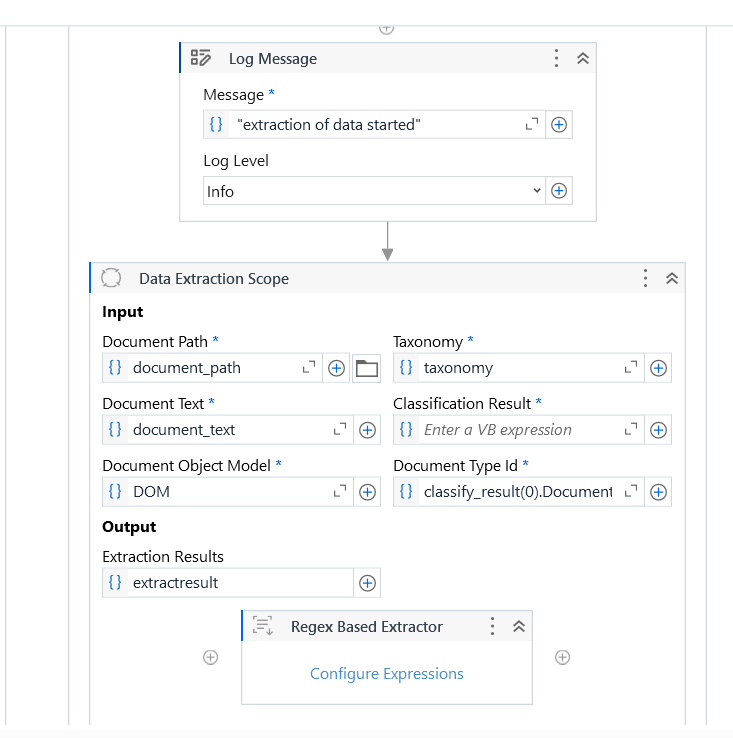 Log Message
Message *
"extraction of data started"
Log Level
Info
Data Extraction Scope
Input
Document Path * Taxonomy *
document_path taxonomy
Document Text * Classification Result *
document_text Enter a VB expression
Document Object Model * Document Type Id *
DOM classify_result(0).Document
Output
Extraction Results
extractresult
Regex Based Extractor
Configure Expressions